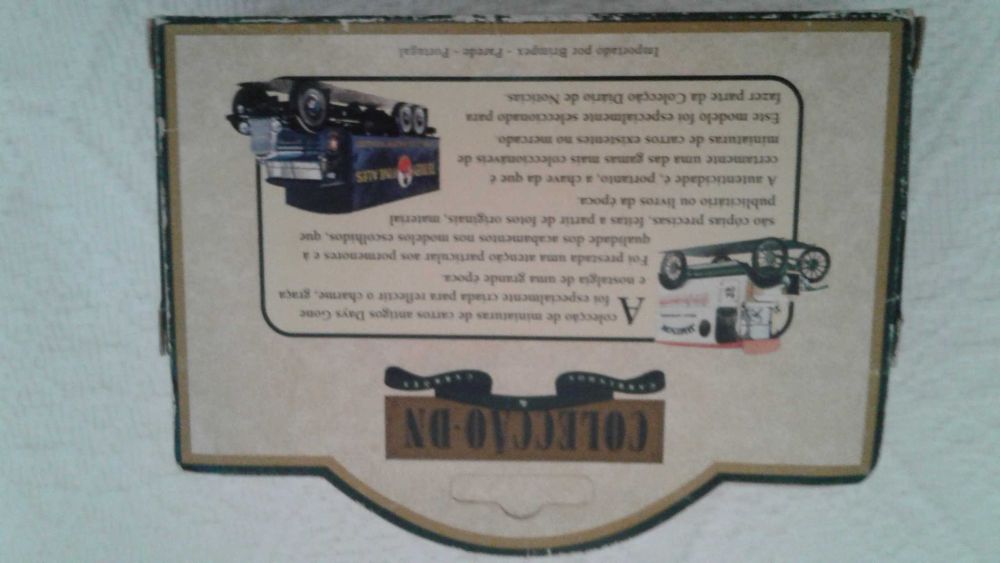 COLECÇÃO·DN
CARRINHOS & CARRÕES
A colecção de miniaturas de carros antigos Days Gone
foi especialmente criada para reflectir o charme, graça
e nostalgia de uma grande época.
Foi prestada uma atenção particular aos pormenores e à
qualidade dos acabamentos nos modelos escolhidos, que
são cópias precisas, feitas a partir de fotos originais, material
publicitário ou livros da época.
A autenticidade é, portanto, a chave da que é
certamente uma das gamas mais coleccionáveis de
miniaturas de carros existentes no mercado.
Este modelo foi especialmente seleccionado para
fazer parte da Colecção Diário de Notícias.
Importado por Brimpex - Parede - Portugal